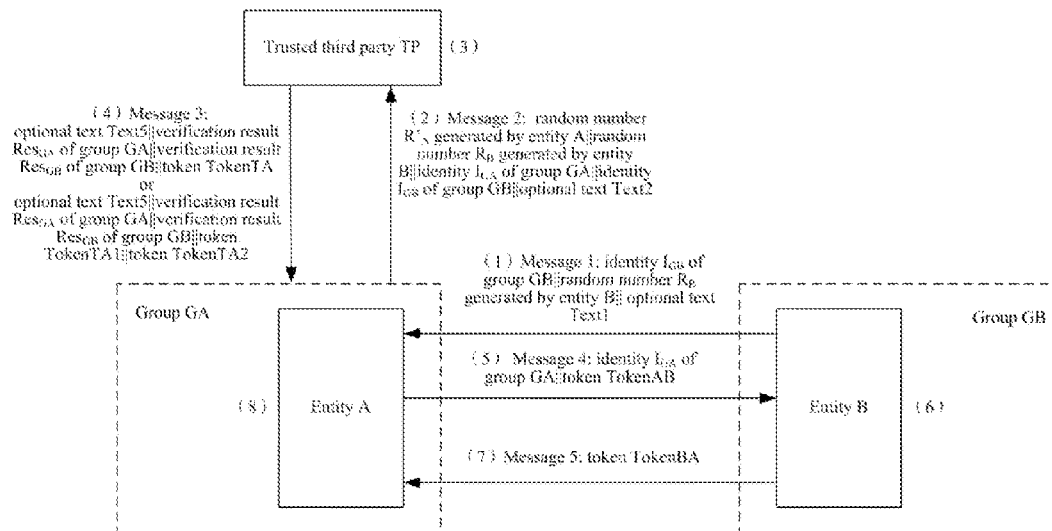 Trusted third party TP
(3)
(4) Message 3:
optional text Text5||verification result
Res_GA of group GA||verification result
Res_GB of group GB||token TokenTA
or
optional text Text5||verification result
Res_GA of group GA||verification result
Res_GB of group GB||token
TokenTA1||token TokenTA2
(2) Message 2: random number
R'_A generated by entity A||random
number R_B generated by entity
B||identity I_GA of group GA||identity
I_GB of group GB||optional text Text2
(1) Message 1: identity I_GB of
group GB||random number R_B
generated by entity B|| optional text
Text1
Group GA
Group GB
(5) Message 4: identity I_GA of
group GA||token TokenAB
(8)
Entity A
Entity B
(6)
(7) Message 5: token TokenBA